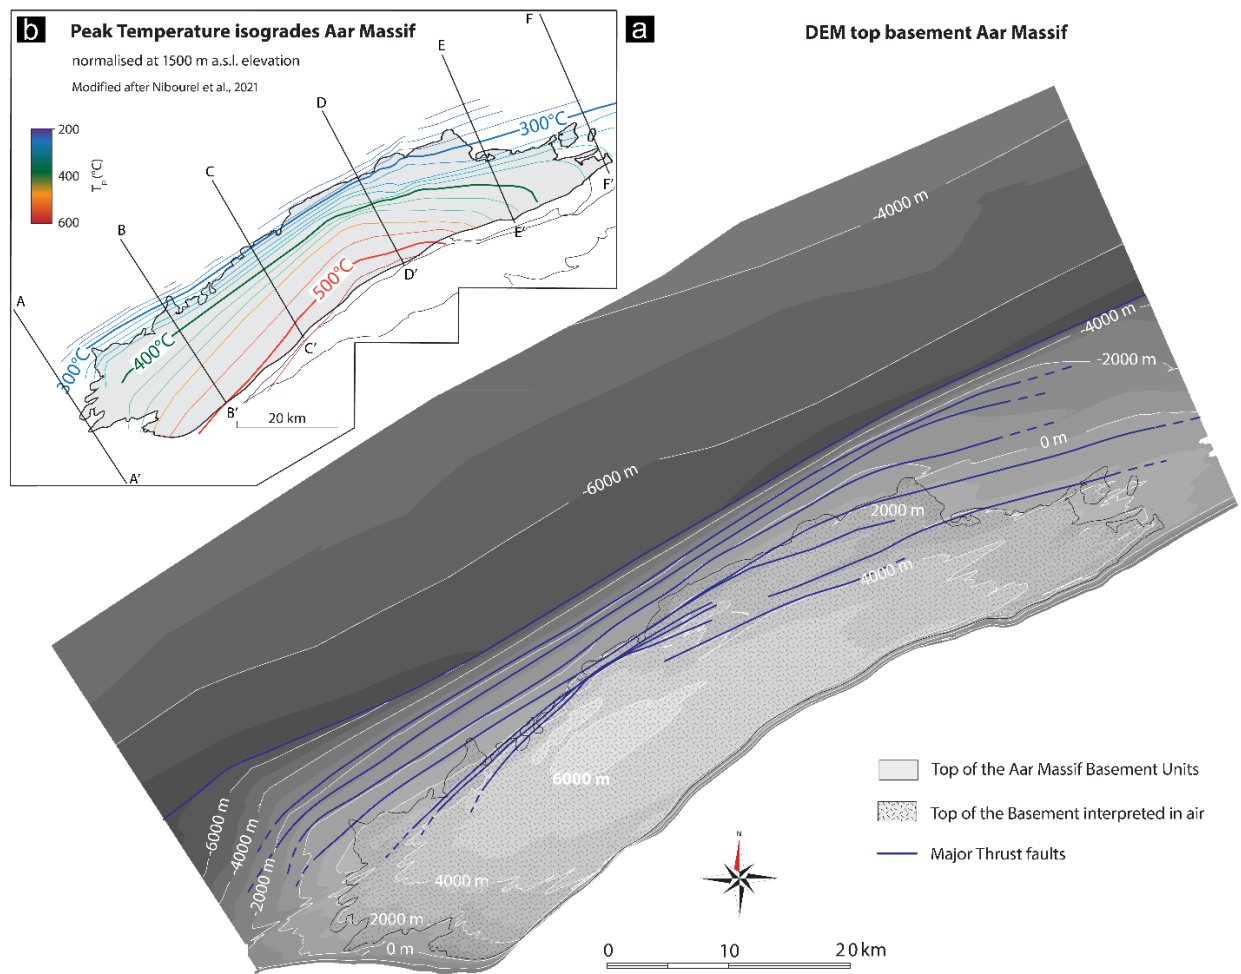 b
Peak Temperature isogrades Aar Massif
normalised at 1500 m a.s.l. elevation
Modified after Nibourel et al., 2021
200
400
600
Tp (°C)
A
B
C
D
E
F
300°C
300°C
400°C
500°C
A'
B'
C'
D'
E'
F'
20 km
a
DEM top basement Aar Massif
-4000 m
-4000 m
-2000 m
0 m
-6000 m
2000 m
4000 m
6000 m
-6000 m
-4000 m
-2000 m
4000 m
2000 m
0 m
Top of the Aar Massif Basement Units
Top of the Basement interpreted in air
Major Thrust faults
N
0 10 20 km